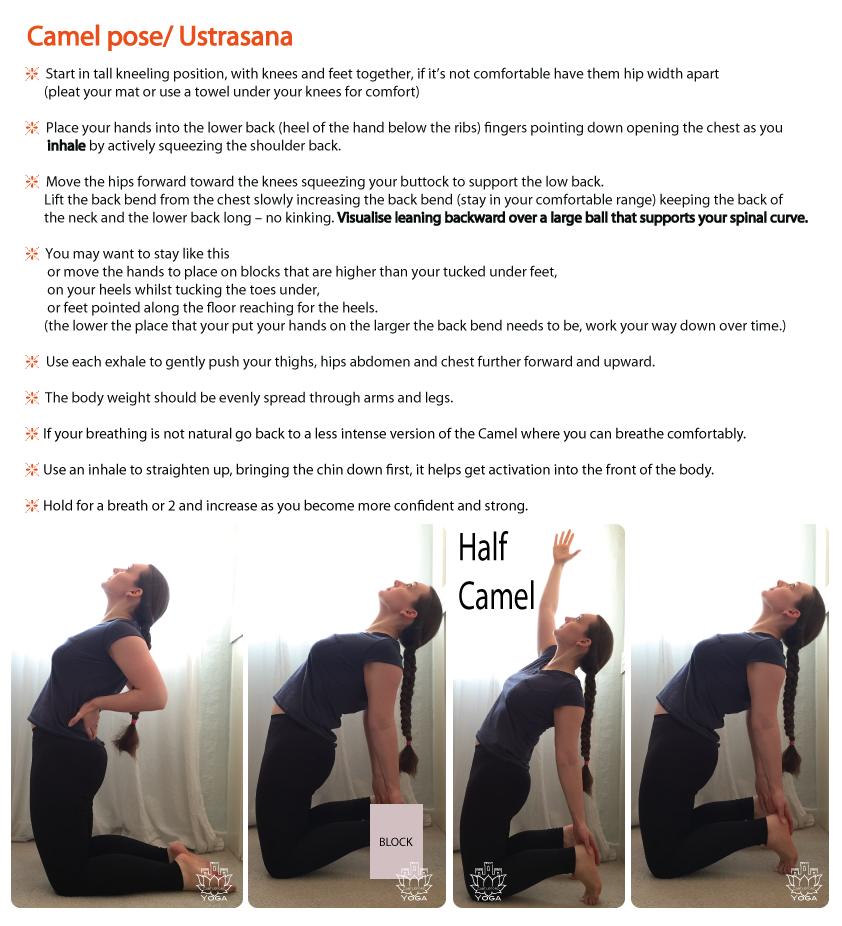 Camel pose/ Ustrasana
Start in tall kneeling position, with knees and feet together, if it's not comfortable have them hip width apart
(pleat your mat or use a towel under your knees for comfort)
Place your hands into the lower back (heel of the hand below the ribs) fingers pointing down opening the chest as you
inhale by actively squeezing the shoulder back.
Move the hips forward toward the knees squeezing your buttock to support the low back.
Lift the back bend from the chest slowly increasing the back bend (stay in your comfortable range) keeping the back of
the neck and the lower back long – no kinking. Visualise leaning backward over a large ball that supports your spinal curve.
You may want to stay like this
or move the hands to place on blocks that are higher than your tucked under feet,
on your heels whilst tucking the toes under,
or feet pointed along the floor reaching for the heels.
(the lower the place that your put your hands on the larger the back bend needs to be, work your way down over time.)
Use each exhale to gently push your thighs, hips abdomen and chest further forward and upward.
The body weight should be evenly spread through arms and legs.
If your breathing is not natural go back to a less intense version of the Camel where you can breathe comfortably.
Use an inhale to straighten up, bringing the chin down first, it helps get activation into the front of the body.
Hold for a breath or 2 and increase as you become more confident and strong.
Half
Camel
BLOCK
YOGA
YOGA
YOGA
YOGA